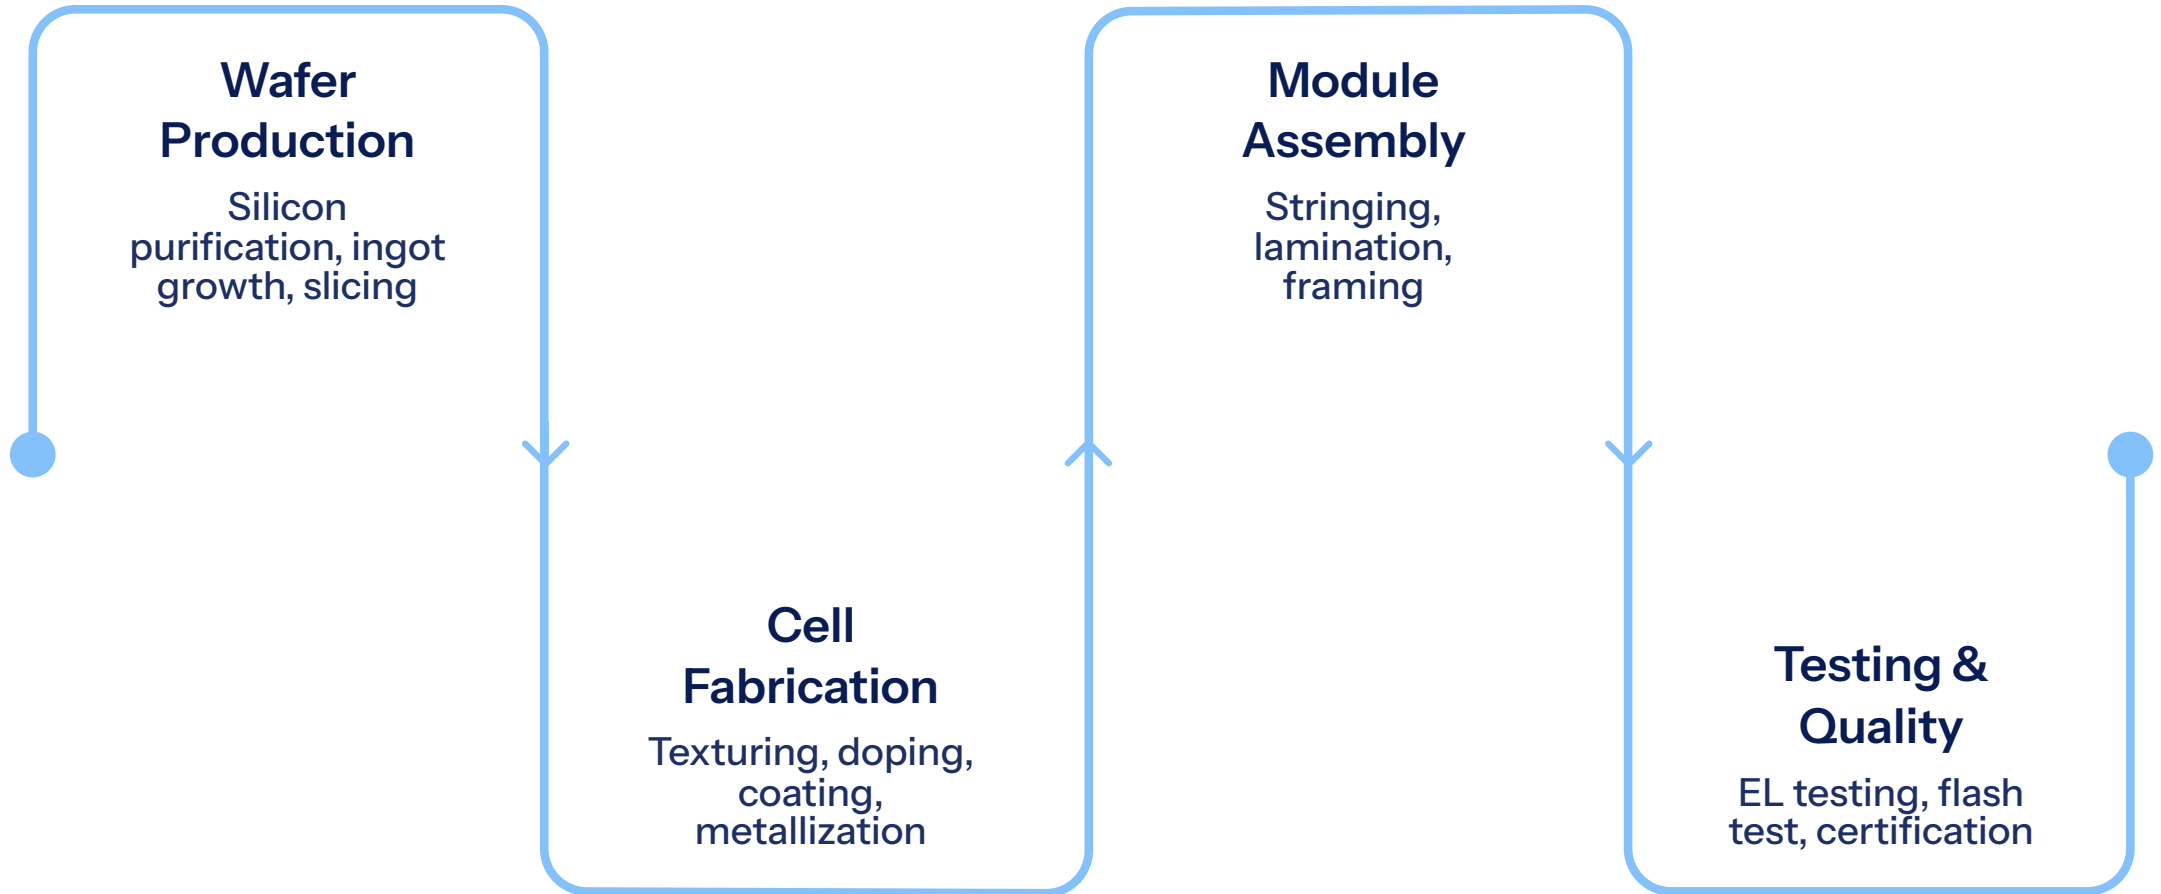 Wafer
Production
Silicon
purification, ingot
growth, slicing
Cell
Fabrication
Texturing, doping,
coating,
metallization
Module
Assembly
Stringing,
lamination,
framing
Testing &
Quality
EL testing, flash
test, certification